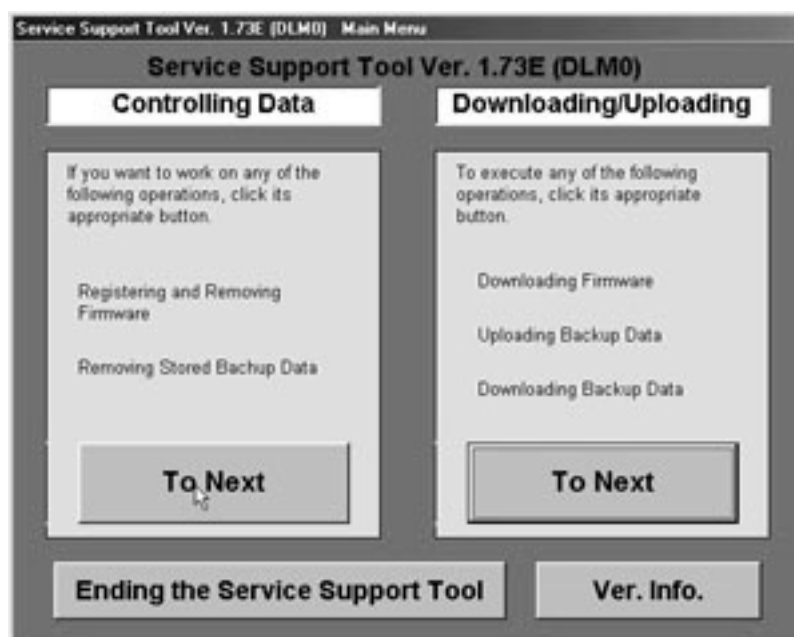 Service Support Tool Ver. 1.73E (DLM0) Main Menu
Service Support Tool Ver. 1.73E (DLM0)
Controlling Data
If you want to work on any of the
following operations, click its
appropriate button.
Registering and Removing
Firmware
Removing Stored Bachup Data
To Next
Downloading/Uploading
To execute any of the following
operations, click its appropriate
button.
Downloading Firmware
Uploading Backup Data
Downloading Backup Data
To Next
Ending the Service Support Tool
Ver. Info.